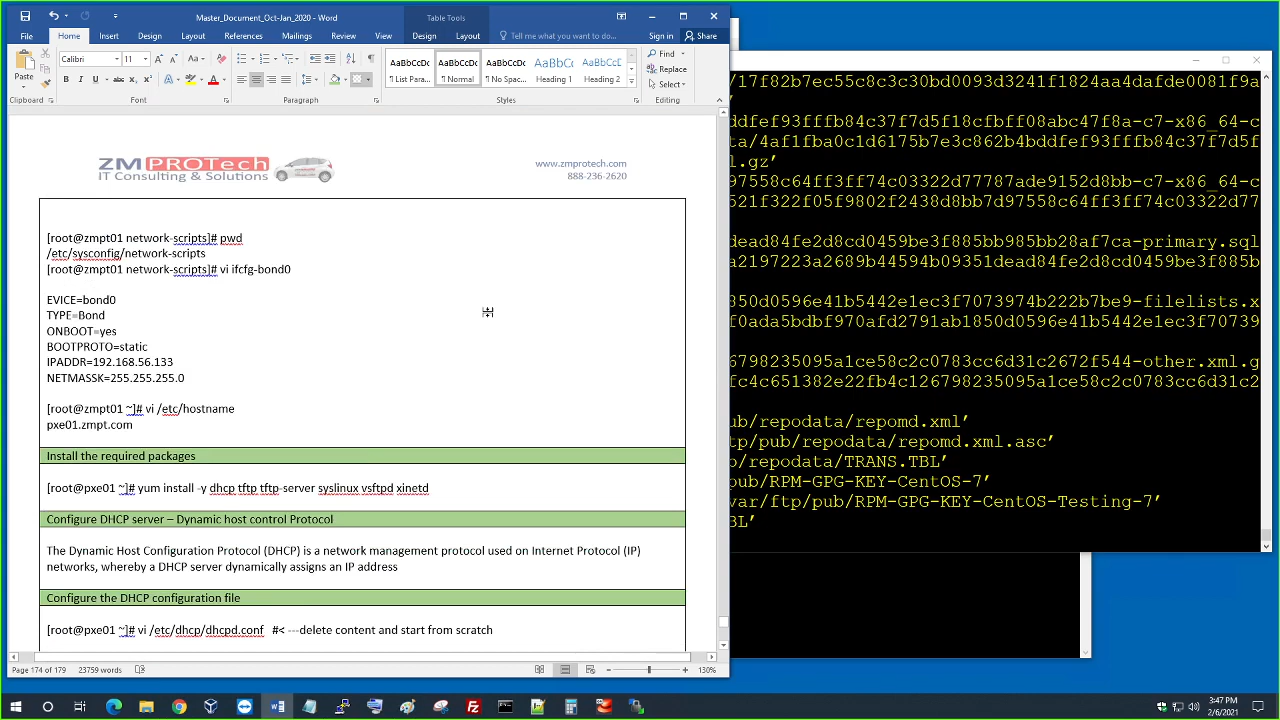 Master_Document_Oct-Jan_2020 - Word
Table Tools
File
Home
Insert
Design
Layout
References
Mailings
Review
View
Design
Layout
Tell me what you want to do...
Sign in
Share
Paste
Clipboard
Calibri
11
Font
Paragraph
AaBbCcDc
AaBbCcDc
AaBbCcDc
AaBbCc
AaBbCcD
¶ List Para...
¶ Normal
¶ No Spac...
Heading 1
Heading 2
Styles
Find
Replace
Select
Editing
ZM PROTech
IT Consulting & Solutions
www.zmprotech.com
888-236-2620
[root@zmpt01 network-scripts]# pwd
/etc/sysconfig/network-scripts
[root@zmpt01 network-scripts]# vi ifcfg-bond0
EVICE=bond0
TYPE=Bond
ONBOOT=yes
BOOTPROTO=static
IPADDR=192.168.56.133
NETMASSK=255.255.255.0
[root@zmpt01 ~]# vi /etc/hostname
pxe01.zmpt.com
Install the required packages
[root@pxe01 ~]# yum install -y dhcp tftp tftp-server syslinux vsftpd xinetd
Configure DHCP server – Dynamic host control Protocol
The Dynamic Host Configuration Protocol (DHCP) is a network management protocol used on Internet Protocol (IP)
networks, whereby a DHCP server dynamically assigns an IP address
Configure the DHCP configuration file
[root@pxe01 ~]# vi /etc/dhcp/dhcpd.conf #< ---delete content and start from scratch
Page 174 of 179
23759 words
130%
/17f82b7ec55c8c3c30bd0093d3241f1824aa4dafde0081f9a
ddfef93fffb84c37f7d5f18cfbff08abc47f8a-c7-x86_64-c
ta/4af1fba0c1d6175b7e3c862b4bddfef93fffb84c37f7d5f
l.gz’
97558c64ff3ff74c03322d77787ade9152d8bb-c7-x86_64-c
521f322f05f9802f2438d8bb7d97558c64ff3ff74c03322d77
dead84fe2d8cd0459be3f885bb985bb28af7ca-primary.sql
a2197223a2689b44594b09351dead84fe2d8cd0459be3f885b
850d0596e41b5442e1ec3f7073974b222b7be9-filelists.x
f0ada5bdbf970afd2791ab1850d0596e41b5442e1ec3f70739
6798235095a1ce58c2c0783cc6d31c2672f544-other.xml.g
fc4c651382e22fb4c126798235095a1ce58c2c0783cc6d31c2
ub/repodata/repomd.xml’
tp/pub/repodata/repomd.xml.asc’
b/repodata/TRANS.TBL’
pub/RPM-GPG-KEY-CentOS-7’
var/ftp/pub/RPM-GPG-KEY-CentOS-Testing-7’
BL’
3:47 PM
2/6/2021